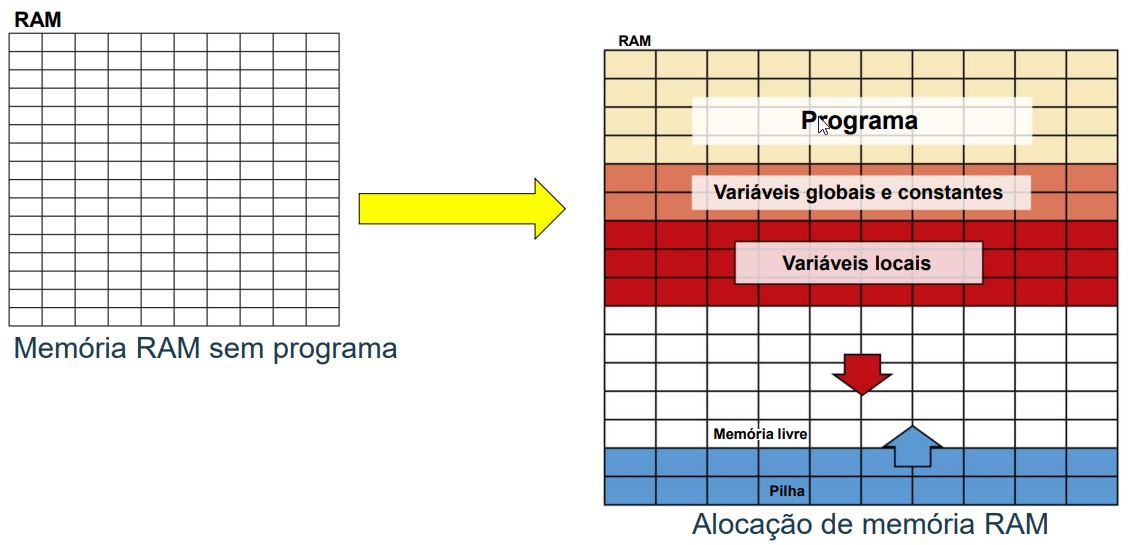 RAM
Memória RAM sem programa
RAM
Programa
Variáveis globais e constantes
Variáveis locais
Memória livre
Pilha
Alocação de memória RAM